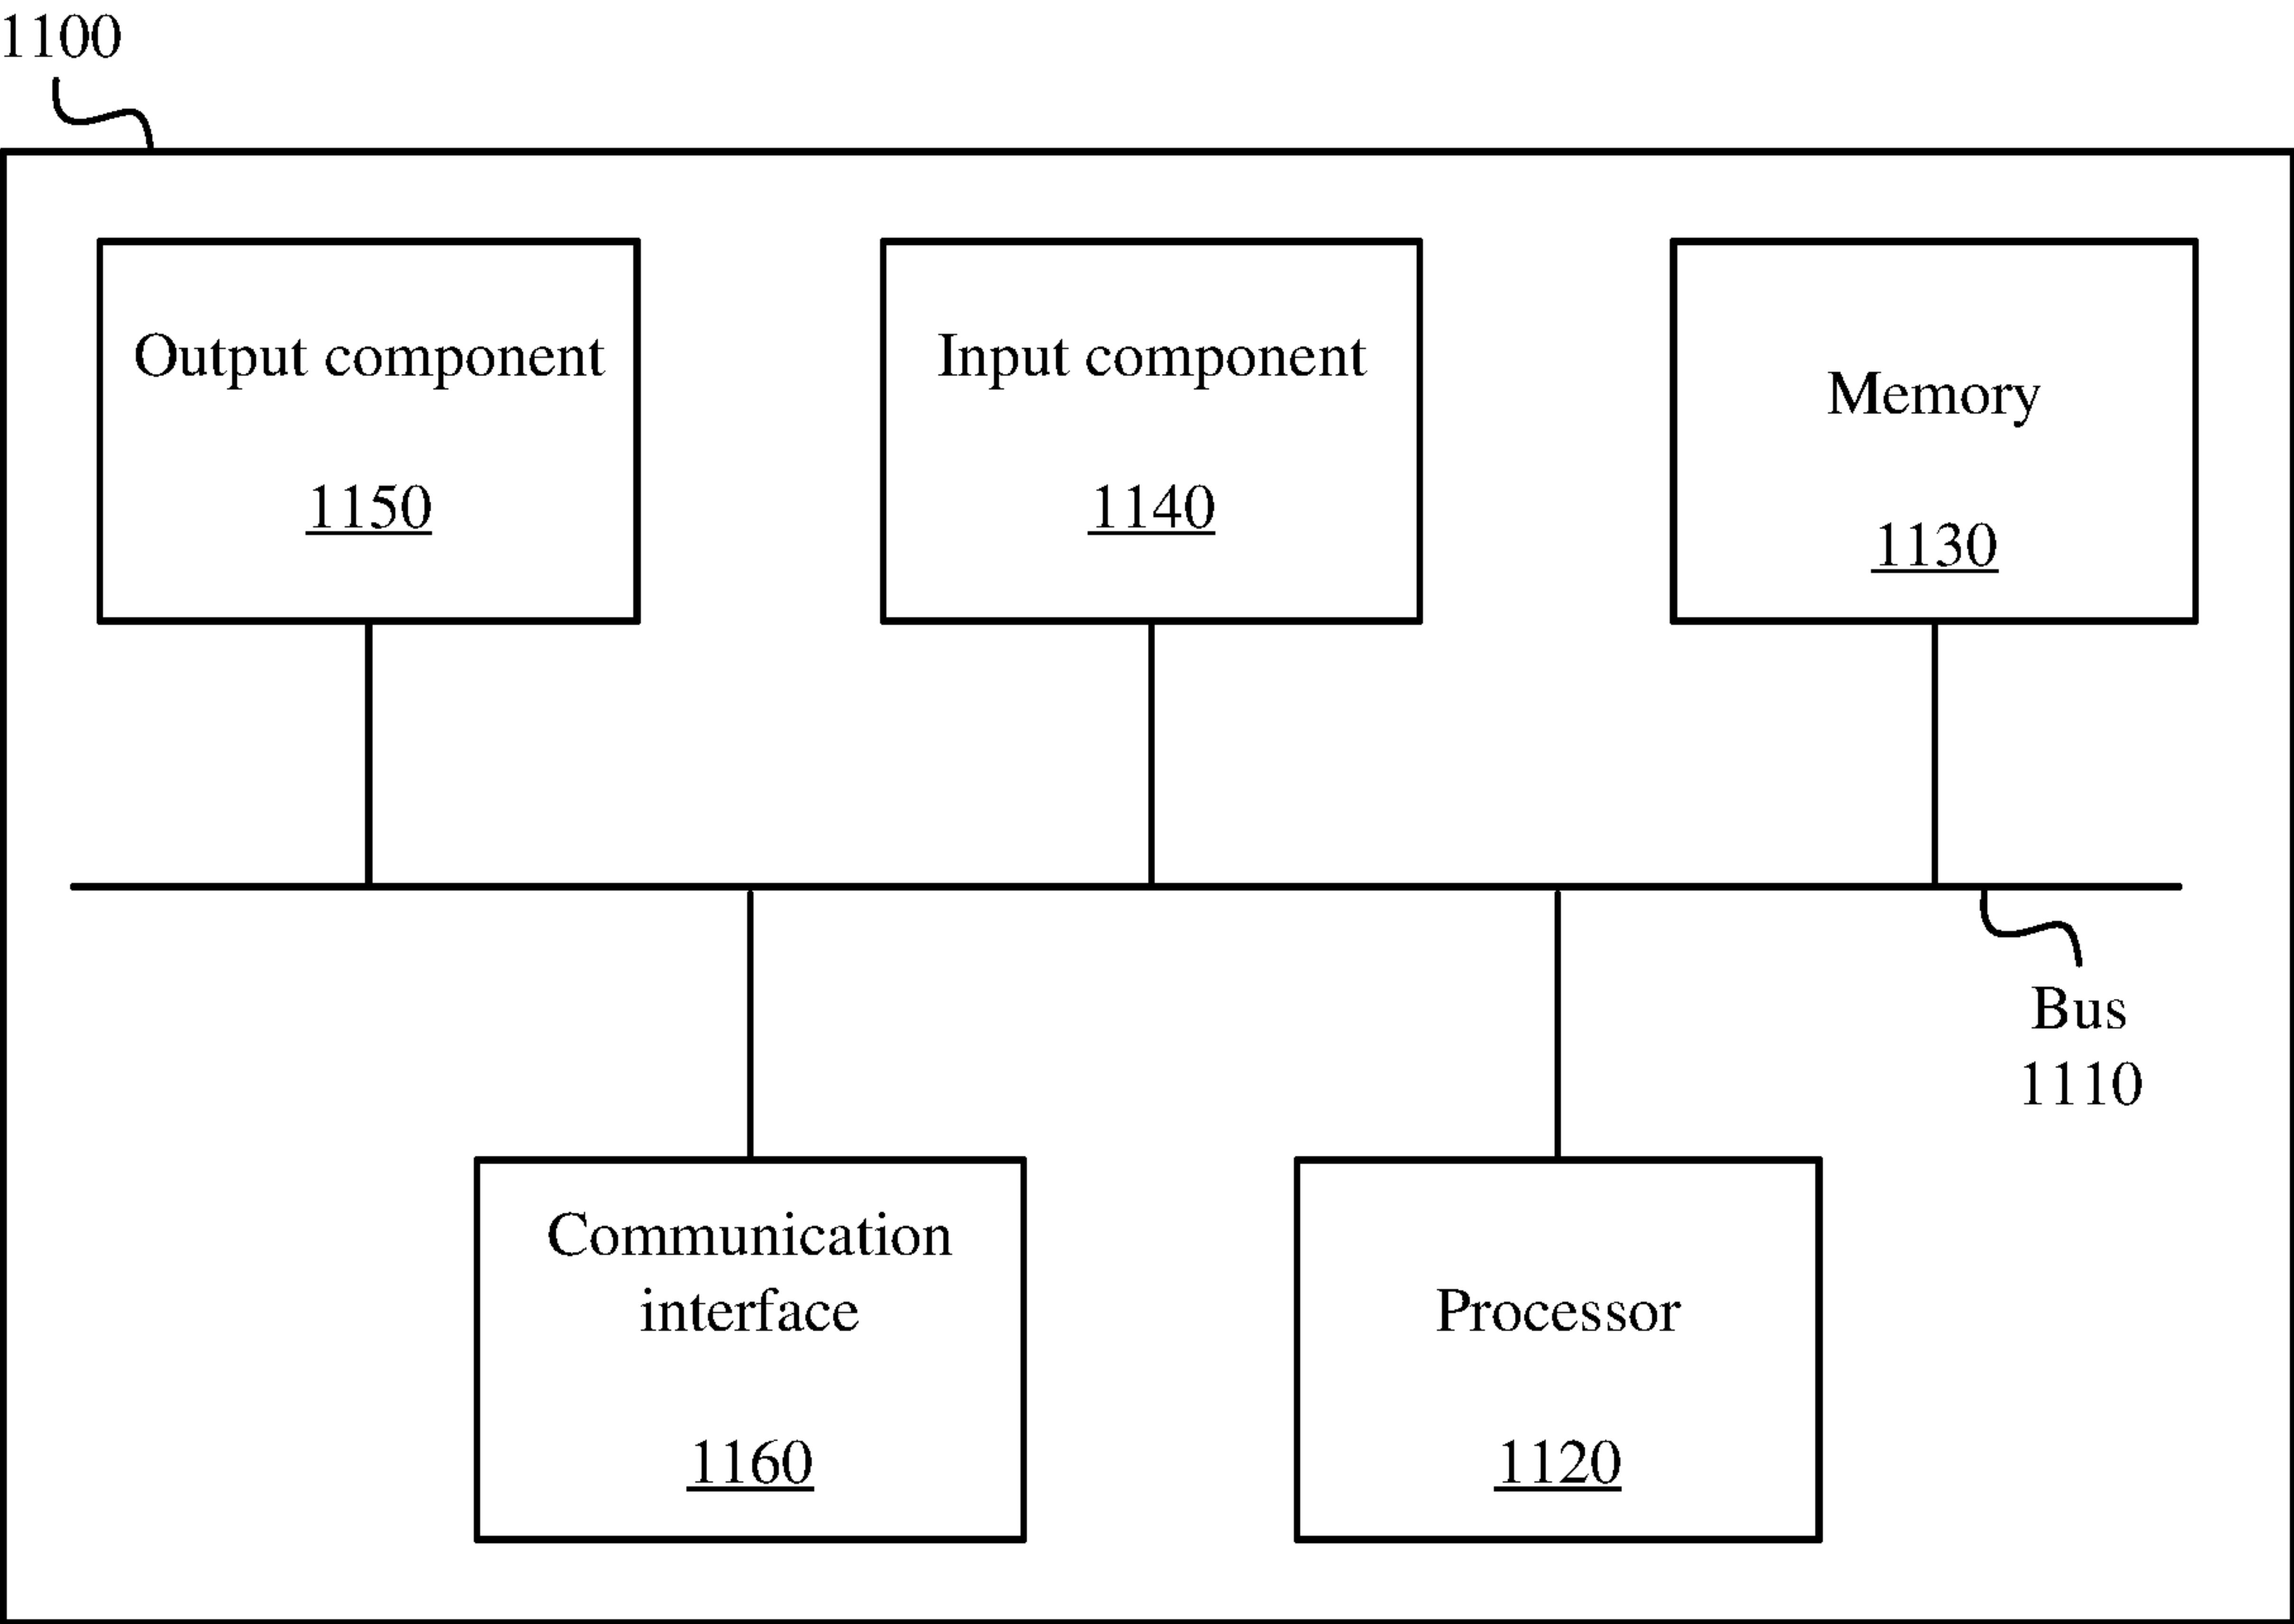 1100
Output component
1150
Input component
1140
Memory
1130
Bus
1110
Communication
interface
1160
Processor
1120